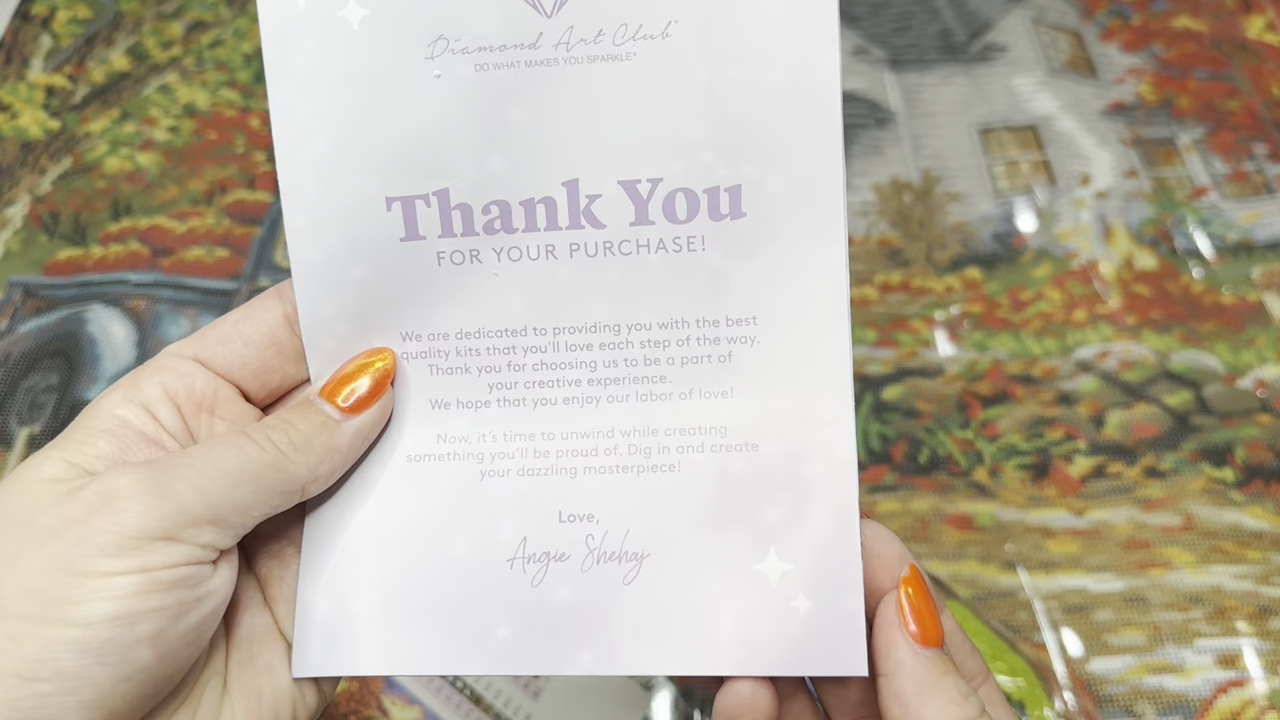 Diamond Art Club®
DO WHAT MAKES YOU SPARKLE®
Thank You
FOR YOUR PURCHASE!
We are dedicated to providing you with the best
quality kits that you'll love each step of the way.
Thank you for choosing us to be a part of
your creative experience.
We hope that you enjoy our labor of love!
Now, it's time to unwind while creating
something you'll be proud of. Dig in and create
your dazzling masterpiece!
Love,
Angie Shehaj